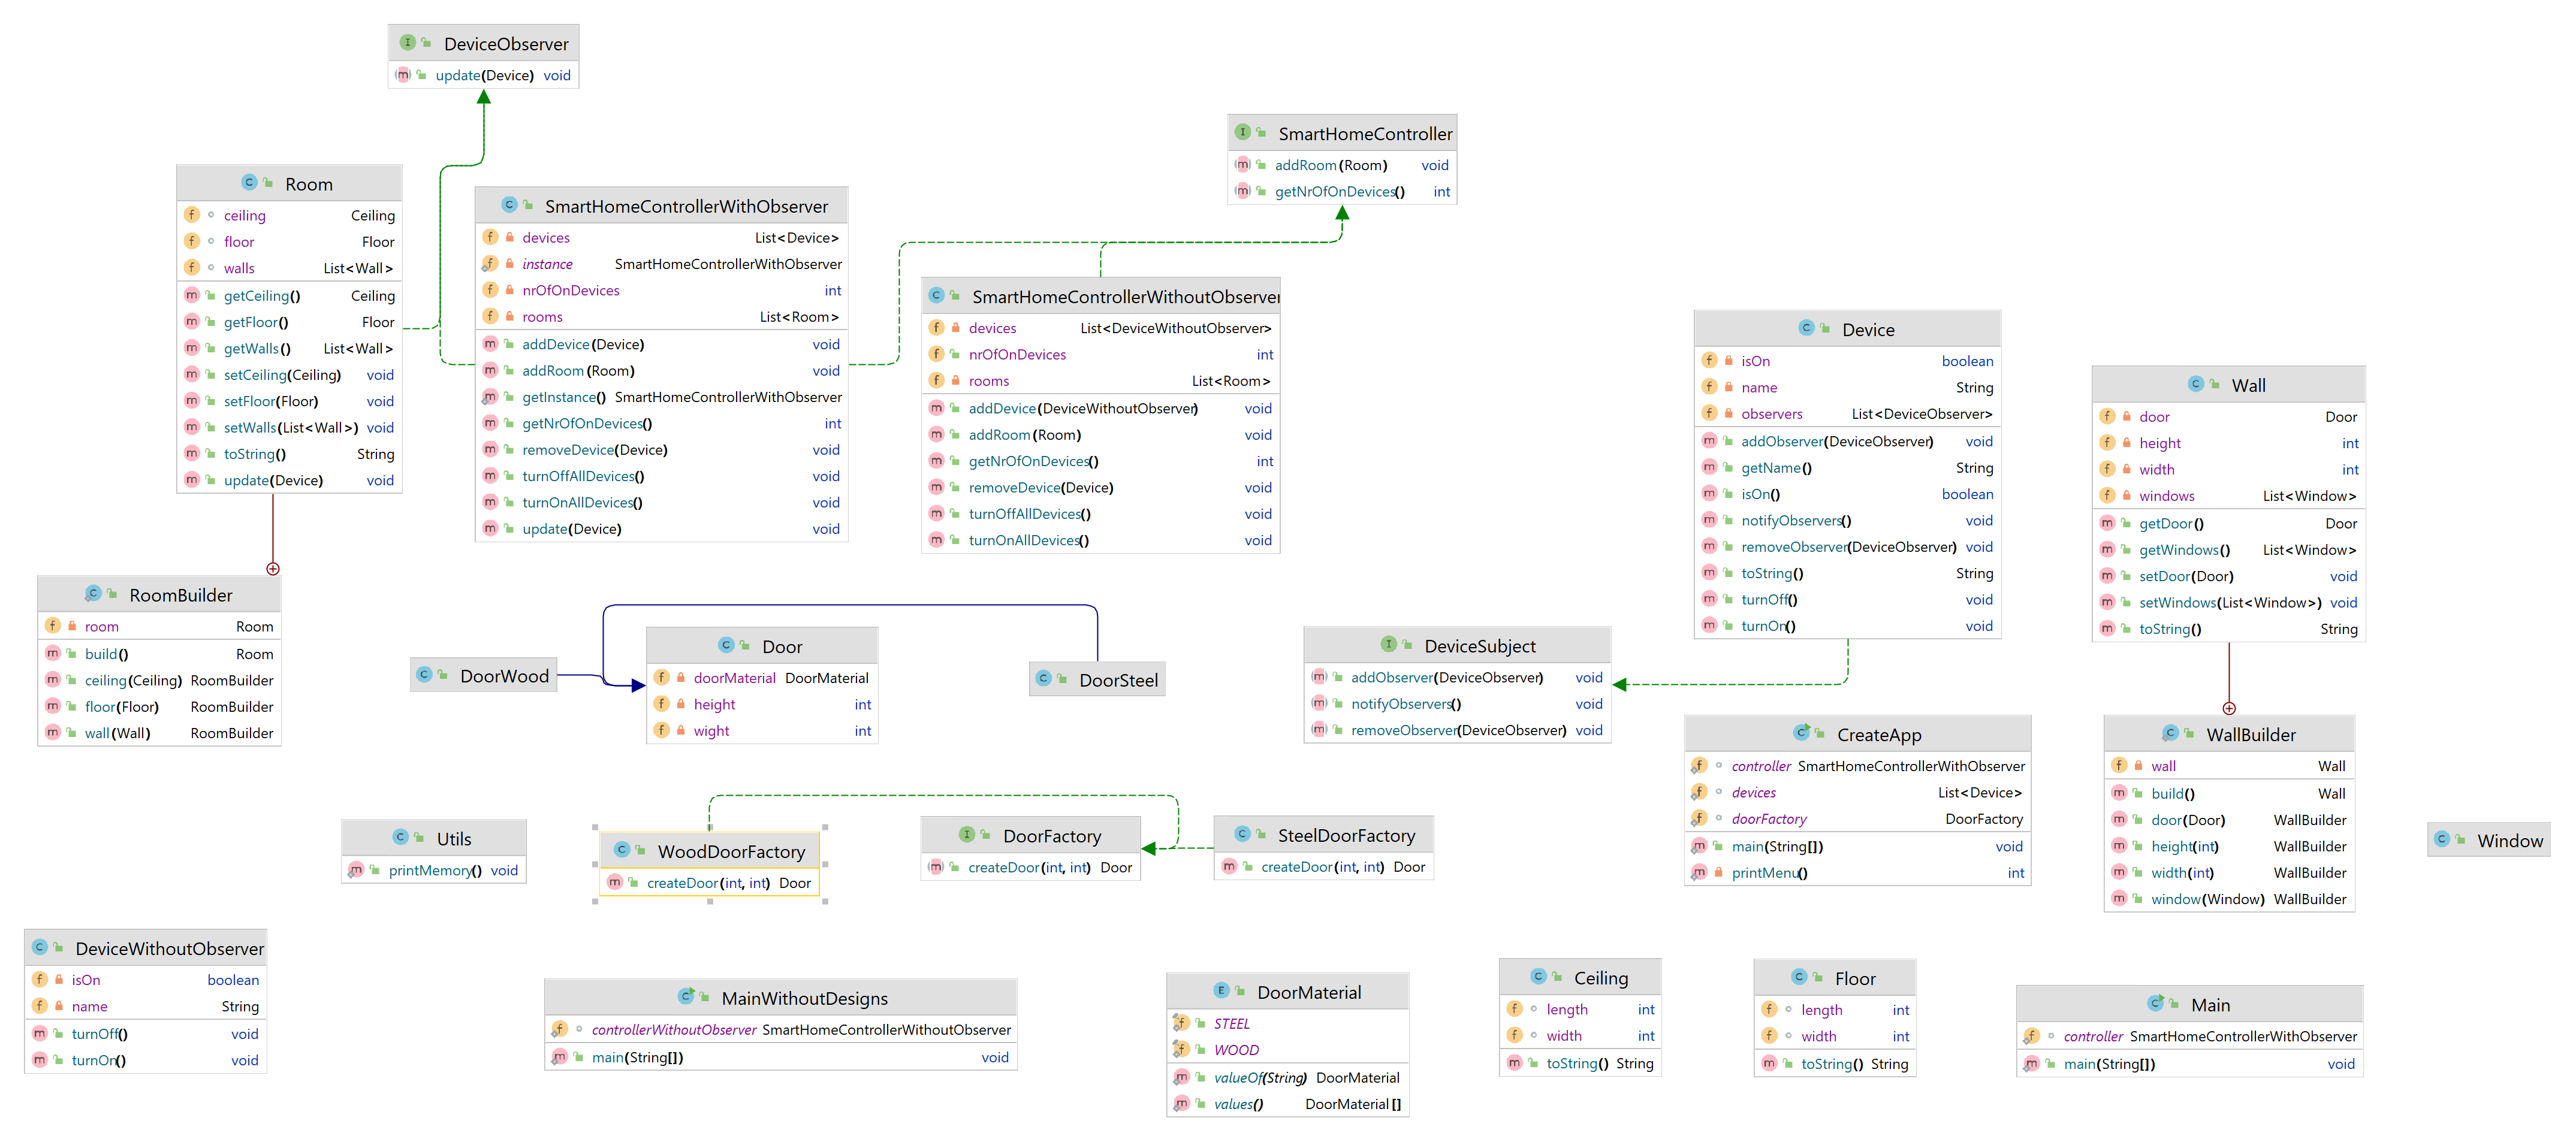 DeviceObserver
update(Device) void
SmartHomeController
addRoom(Room) void
getNrOfOnDevices() int
Room
ceiling Ceiling
floor Floor
walls List<Wall>
getCeiling() Ceiling
getFloor() Floor
getWalls() List<Wall>
setCeiling(Ceiling) void
setFloor(Floor) void
setWalls(List<Wall>) void
toString() String
update(Device) void
SmartHomeControllerWithObserver
devices List<Device>
instance SmartHomeControllerWithObserver
nrOfOnDevices int
rooms List<Room>
addDevice(Device) void
addRoom(Room) void
getInstance() SmartHomeControllerWithObserver
getNrOfOnDevices() int
removeDevice(Device) void
turnOffAllDevices() void
turnOnAllDevices() void
update(Device) void
SmartHomeControllerWithoutObserver
devices List<DeviceWithoutObserver>
nrOfOnDevices int
rooms List<Room>
addDevice(DeviceWithoutObserver) void
addRoom(Room) void
getNrOfOnDevices() int
removeDevice(Device) void
turnOffAllDevices() void
turnOnAllDevices() void
Device
isOn boolean
name String
observers List<DeviceObserver>
addObserver(DeviceObserver) void
getName() String
isOn() boolean
notifyObservers() void
removeObserver(DeviceObserver) void
toString() String
turnOff() void
turnOn() void
Wall
door Door
height int
width int
windows List<Window>
getDoor() Door
getWindows() List<Window>
setDoor(Door) void
setWindows(List<Window>) void
toString() String
RoomBuilder
room Room
build() Room
ceiling(Ceiling) RoomBuilder
floor(Floor) RoomBuilder
wall(Wall) RoomBuilder
DoorWood
Door
doorMaterial DoorMaterial
height int
wight int
DoorSteel
DeviceSubject
addObserver(DeviceObserver) void
notifyObservers() void
removeObserver(DeviceObserver) void
CreateApp
controller SmartHomeControllerWithObserver
devices List<Device>
doorFactory DoorFactory
main(String[]) void
printMenu() int
WallBuilder
wall Wall
build() Wall
door(Door) WallBuilder
height(int) WallBuilder
width(int) WallBuilder
window(Window) WallBuilder
Window
Utils
printMemory() void
WoodDoorFactory
createDoor(int, int) Door
DoorFactory
createDoor(int, int) Door
SteelDoorFactory
createDoor(int, int) Door
DeviceWithoutObserver
isOn boolean
name String
turnOff() void
turnOn() void
MainWithoutDesigns
controllerWithoutObserver SmartHomeControllerWithoutObserver
main(String[]) void
DoorMaterial
STEEL
WOOD
valueOf(String) DoorMaterial
values() DoorMaterial[]
Ceiling
length int
width int
toString() String
Floor
length int
width int
toString() String
Main
controller SmartHomeControllerWithObserver
main(String[]) void